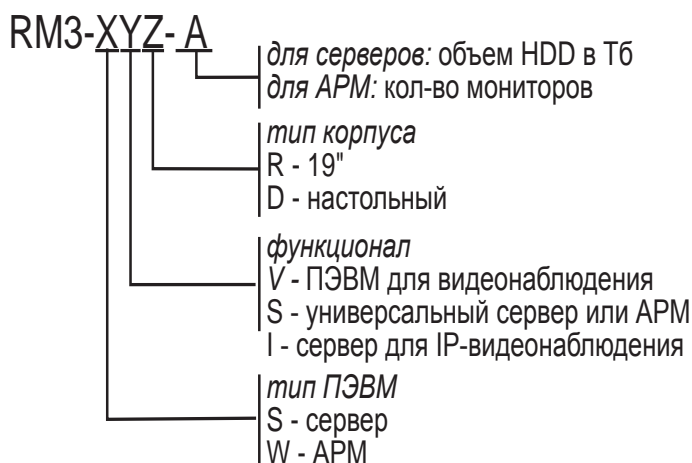 RM3-XYZ- A
для серверов: объем HDD в Тб
для АРМ: кол-во мониторов
тип корпуса
R - 19"
D - настольный
функционал
V - ПЭВМ для видеонаблюдения
S - универсальный сервер или АРМ
I - сервер для IP-видеонаблюдения
тип ПЭВМ
S - сервер
W - АРМ